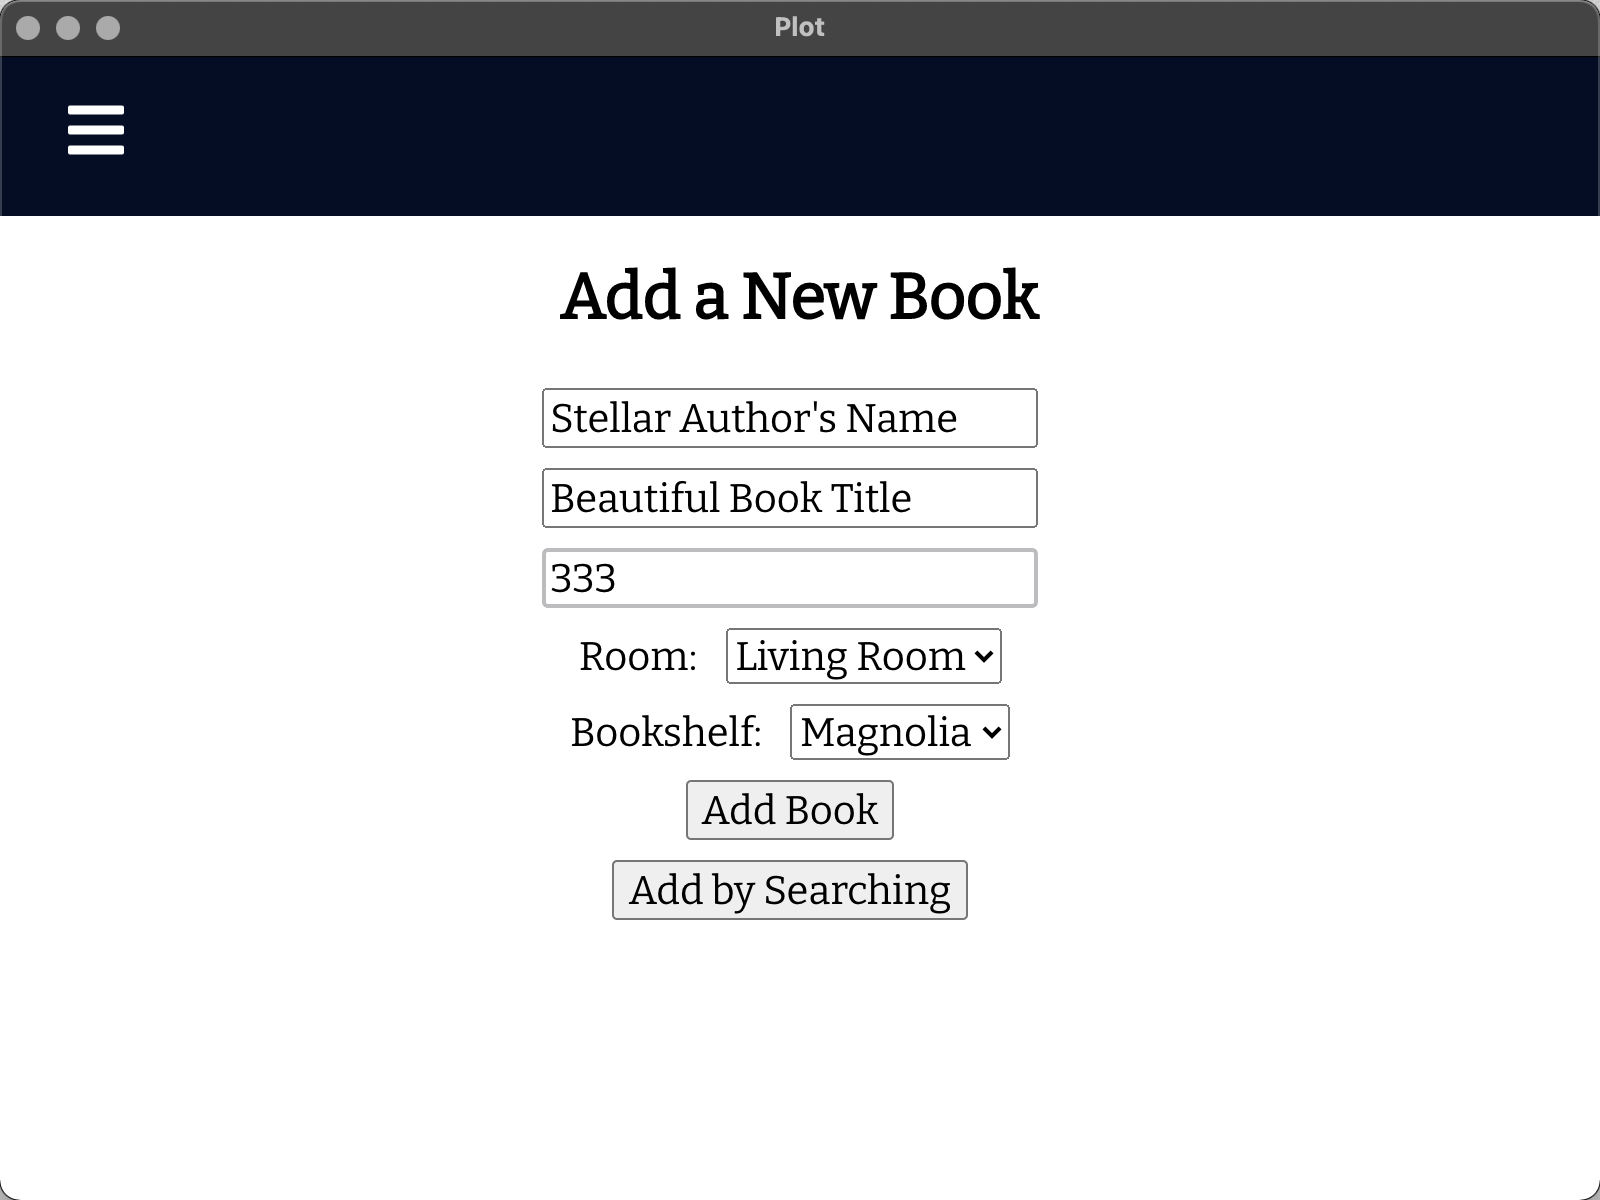 Plot
Add a New Book
Stellar Author's Name
Beautiful Book Title
333
Room: Living Room
Bookshelf: Magnolia
Add Book
Add by Searching